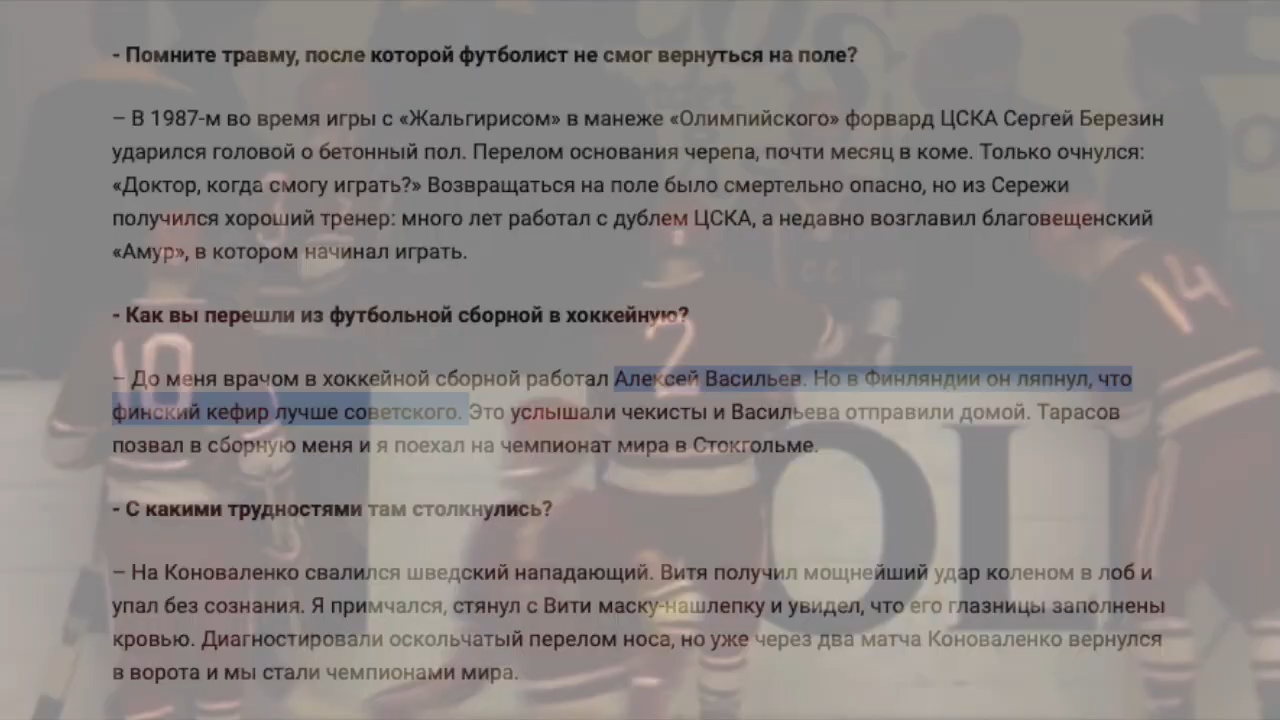 - Помните травму, после которой футболист не смог вернуться на поле?
– В 1987-м во время игры с «Жальгирисом» в манеже «Олимпийского» форвард ЦСКА Сергей Березин
ударился головой о бетонный пол. Перелом основания черепа, почти месяц в коме. Только очнулся:
«Доктор, когда смогу играть?» Возвращаться на поле было смертельно опасно, но из Сережи
получился хороший тренер: много лет работал с дублем ЦСКА, а недавно возглавил благовещенский
«Амур», в котором начинал играть.
- Как вы перешли из футбольной сборной в хоккейную?
– До меня врачом в хоккейной сборной работал Алексей Васильев. Но в Финляндии он ляпнул, что
финский кефир лучше советского. Это услышали чекисты и Васильева отправили домой. Тарасов
позвал в сборную меня и я поехал на чемпионат мира в Стокгольме.
- С какими трудностями там столкнулись?
– На Коноваленко свалился шведский нападающий. Витя получил мощнейший удар коленом в лоб и
упал без сознания. Я примчался, стянул с Вити маску-нашлепку и увидел, что его глазницы заполнены
кровью. Диагностировали оскольчатый перелом носа, но уже через два матча Коноваленко вернулся
в ворота и мы стали чемпионами мира.
10
2
14